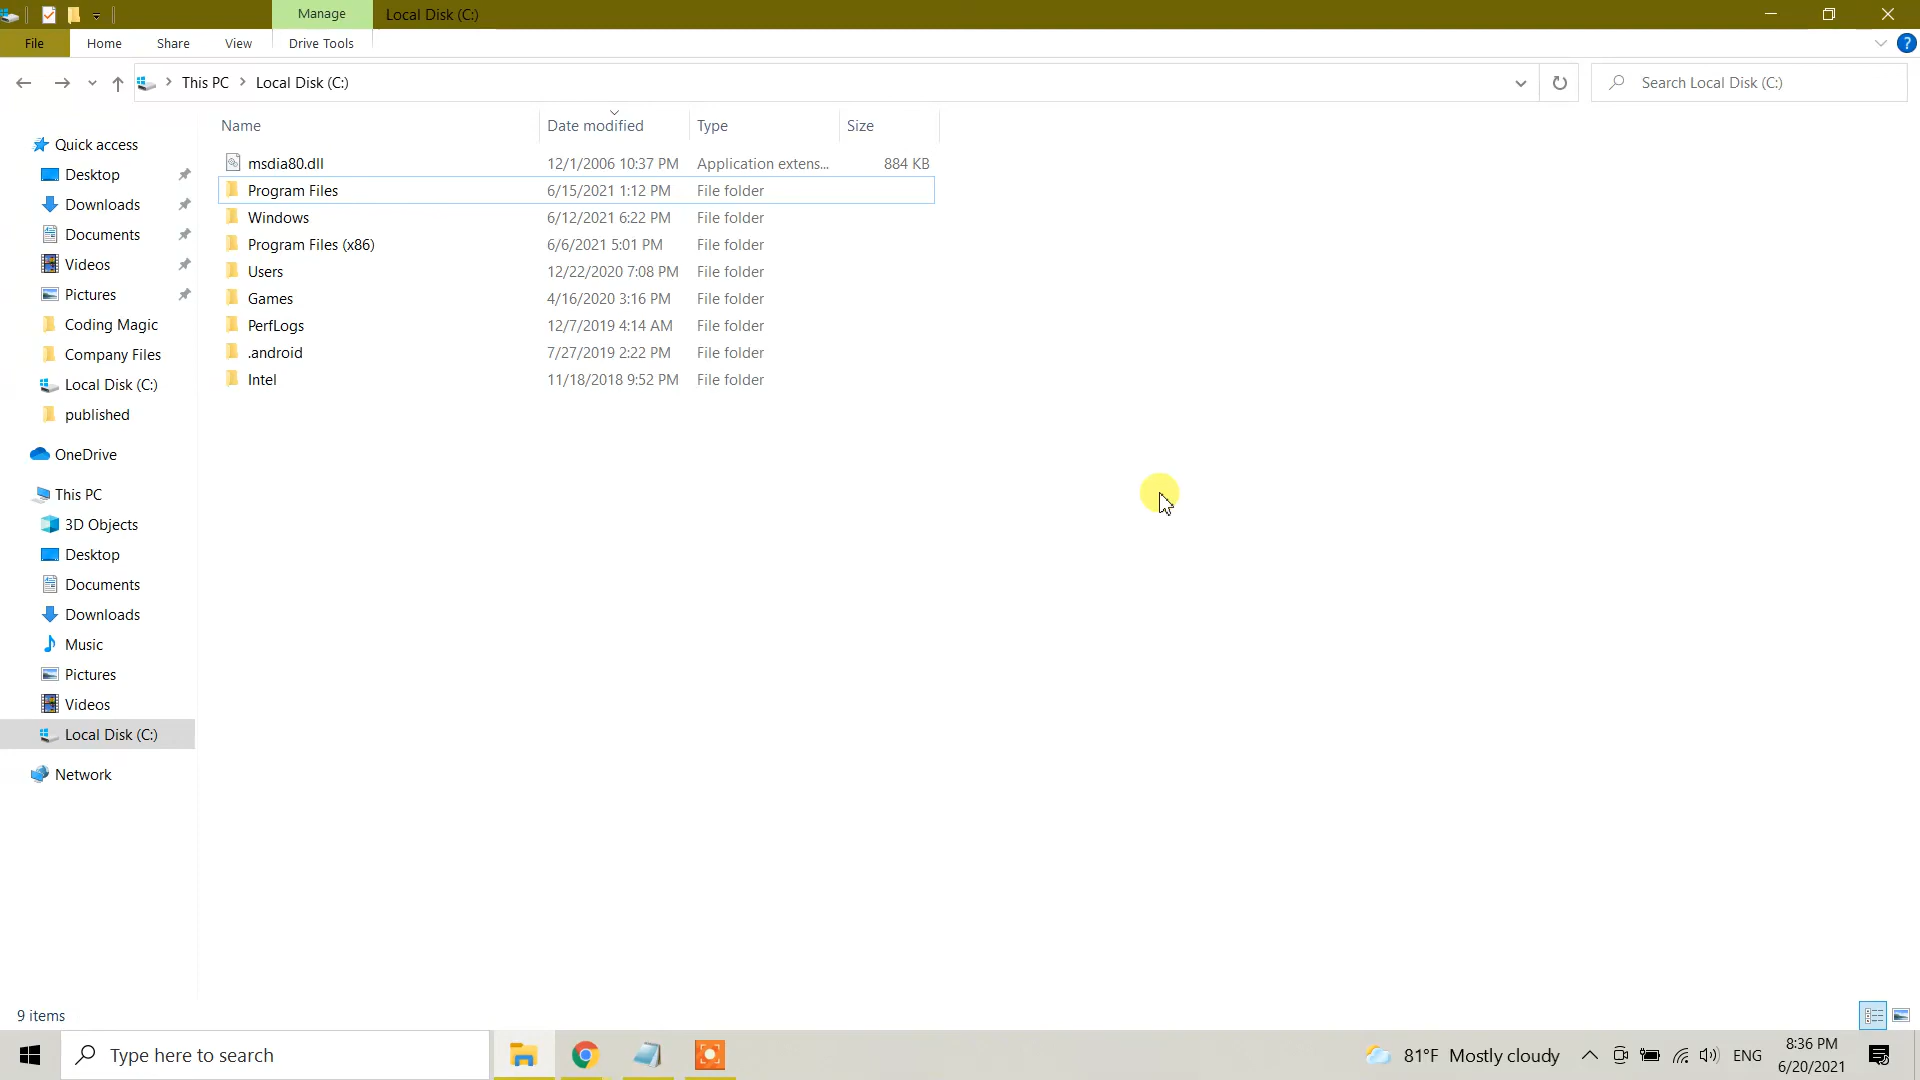 Manage
Local Disk (C:)
File
Home
Share
View
Drive Tools
?
This PC
Local Disk (C:)
Search Local Disk (C:)
Name
Date modified
Type
Size
msdia80.dll 12/1/2006 10:37 PM Application extens... 884 KB
Program Files 6/15/2021 1:12 PM File folder
Windows 6/12/2021 6:22 PM File folder
Program Files (x86) 6/6/2021 5:01 PM File folder
Users 12/22/2020 7:08 PM File folder
Games 4/16/2020 3:16 PM File folder
PerfLogs 12/7/2019 4:14 AM File folder
.android 7/27/2019 2:22 PM File folder
Intel 11/18/2018 9:52 PM File folder
Quick access
Desktop
Downloads
Documents
Videos
Pictures
Coding Magic
Company Files
Local Disk (C:)
published
OneDrive
This PC
3D Objects
Desktop
Documents
Downloads
Music
Pictures
Videos
Local Disk (C:)
Network
9 items
Type here to search
81°F Mostly cloudy
ENG
8:36 PM
6/20/2021